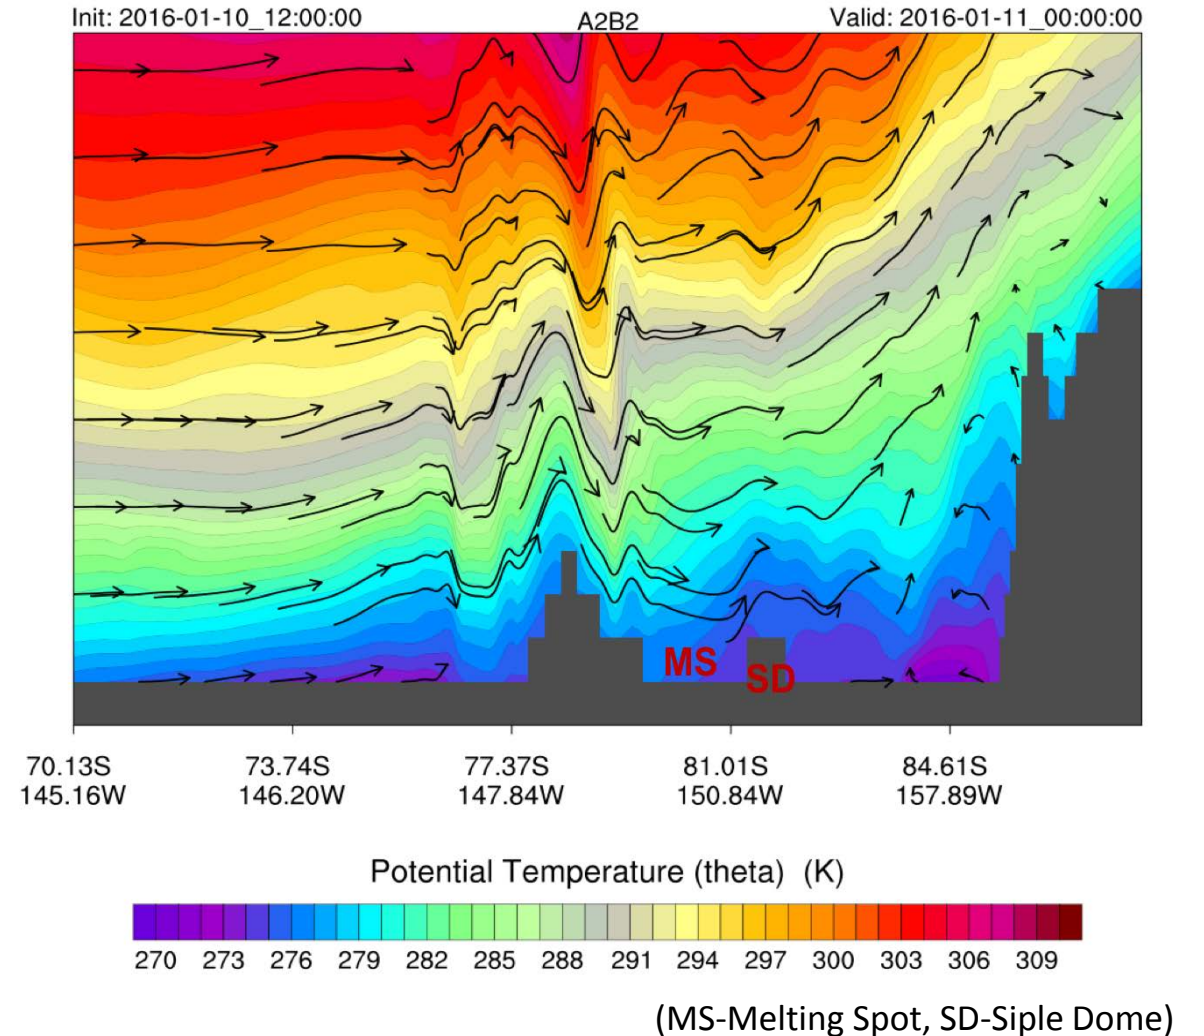 Init: 2016-01-10_12:00:00 A2B2 Valid: 2016-01-11_00:00:00
MS
SD
70.13S 73.74S 77.37S 81.01S 84.61S
145.16W 146.20W 147.84W 150.84W 157.89W
Potential Temperature (theta) (K)
270 273 276 279 282 285 288 291 294 297 300 303 306 309
(MS-Melting Spot, SD-Siple Dome)